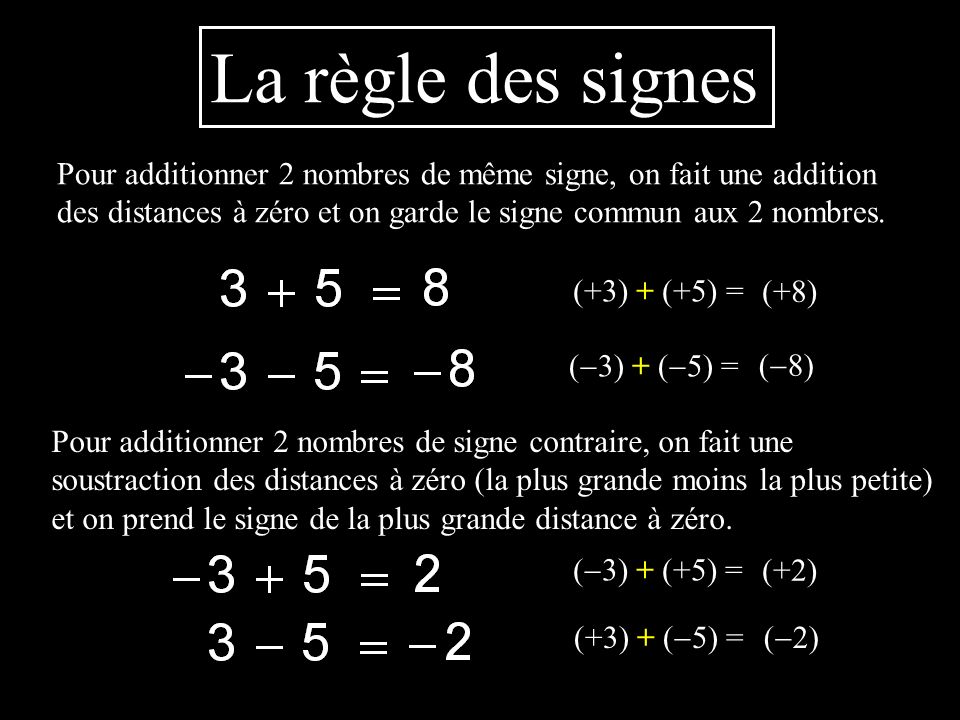 La règle des signes
Pour additionner 2 nombres de même signe, on fait une addition
des distances à zéro et on garde le signe commun aux 2 nombres.
3 + 5 = 8 (+3) + (+5) = (+8)
−3 − 5 = −8 (−3) + (−5) = (−8)
Pour additionner 2 nombres de signe contraire, on fait une
soustraction des distances à zéro (la plus grande moins la plus petite)
et on prend le signe de la plus grande distance à zéro.
−3 + 5 = 2 (−3) + (+5) = (+2)
3 − 5 = −2 (+3) + (−5) = (−2)